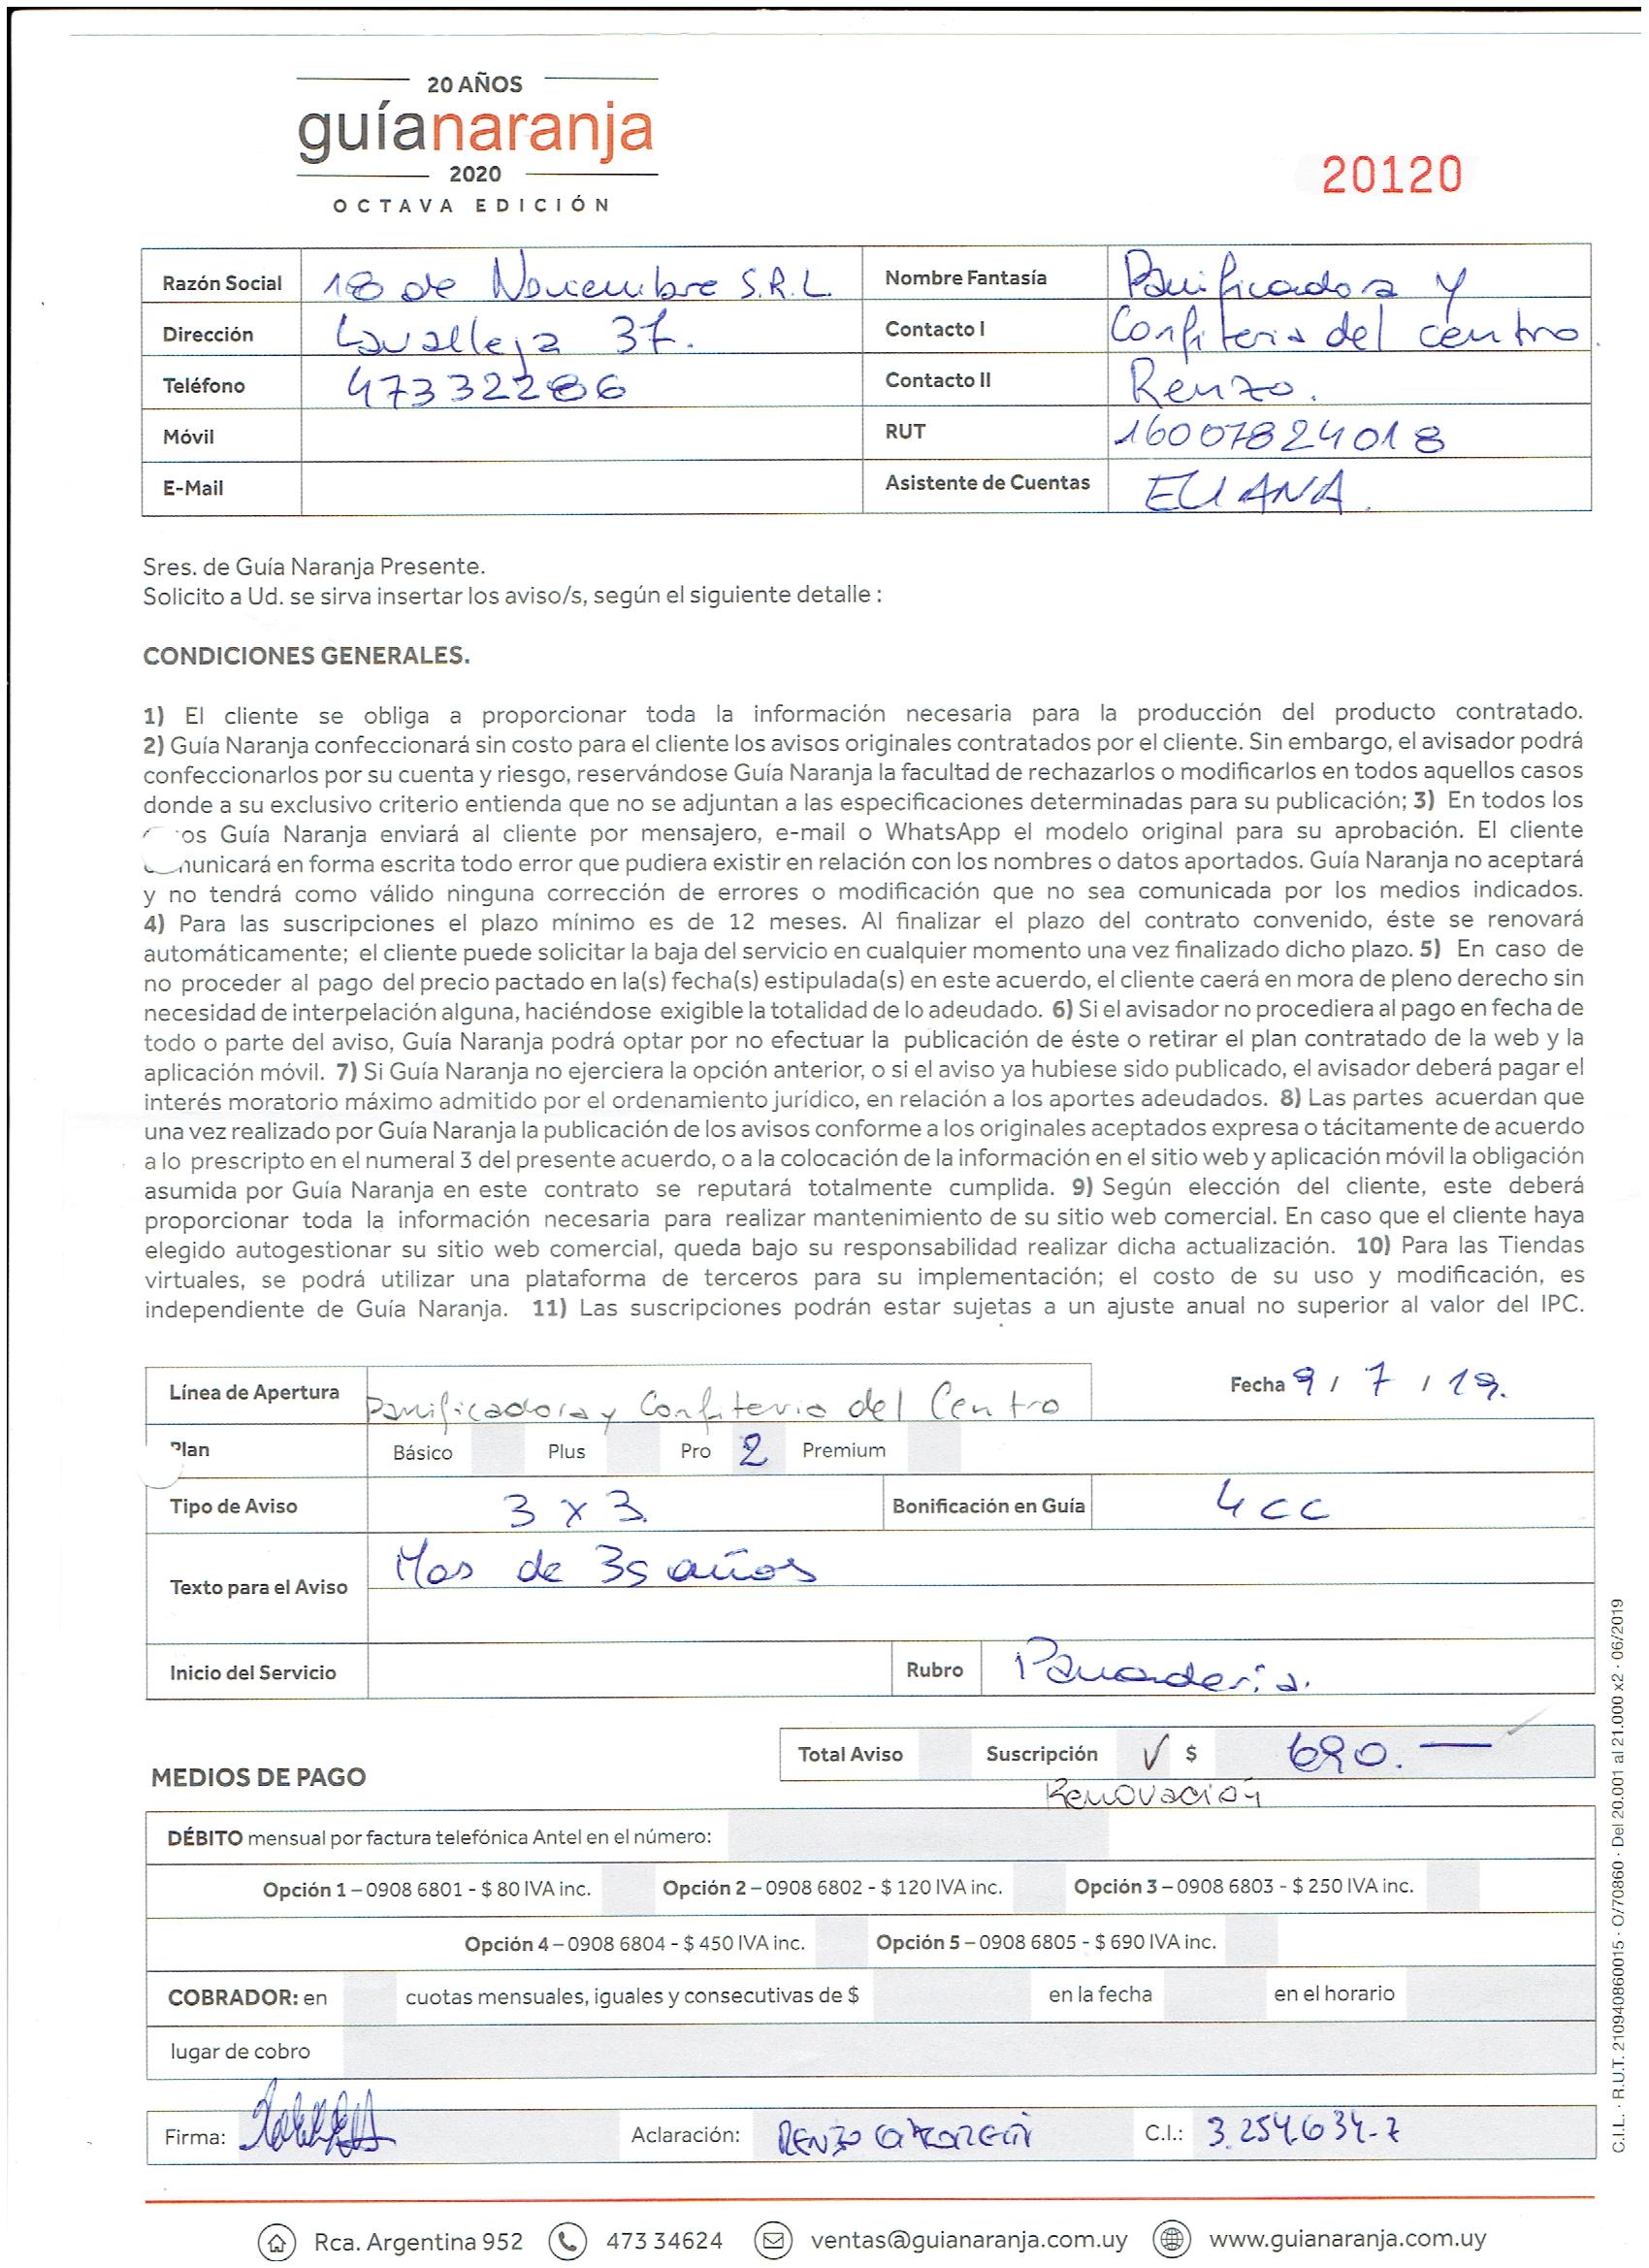 20 AÑOS
guíanaranja
2020
OCTAVA EDICIÓN
20120
Razón Social 18 de Noviembre S.R.L. Nombre Fantasía Panificadora y
Dirección Lavalleja 37. Contacto I Confiteria del centro.
Teléfono 47332286 Contacto II Renzo.
Móvil RUT 16007824018
E-Mail Asistente de Cuentas ELIANA.
Sres. de Guía Naranja Presente.
Solicito a Ud. se sirva insertar los aviso/s, según el siguiente detalle :
CONDICIONES GENERALES.
1) El cliente se obliga a proporcionar toda la información necesaria para la producción del producto contratado.
2) Guía Naranja confeccionará sin costo para el cliente los avisos originales contratados por el cliente. Sin embargo, el avisador podrá
confeccionarlos por su cuenta y riesgo, reservándose Guía Naranja la facultad de rechazarlos o modificarlos en todos aquellos casos
donde a su exclusivo criterio entienda que no se adjuntan a las especificaciones determinadas para su publicación; 3) En todos los
os Guía Naranja enviará al cliente por mensajero, e-mail o WhatsApp el modelo original para su aprobación. El cliente
municará en forma escrita todo error que pudiera existir en relación con los nombres o datos aportados. Guía Naranja no aceptará
y no tendrá como válido ninguna corrección de errores o modificación que no sea comunicada por los medios indicados.
4) Para las suscripciones el plazo mínimo es de 12 meses. Al finalizar el plazo del contrato convenido, éste se renovará
automáticamente; el cliente puede solicitar la baja del servicio en cualquier momento una vez finalizado dicho plazo. 5) En caso de
no proceder al pago del precio pactado en la(s) fecha(s) estipulada(s) en este acuerdo, el cliente caerá en mora de pleno derecho sin
necesidad de interpelación alguna, haciéndose exigible la totalidad de lo adeudado. 6) Si el avisador no procediera al pago en fecha de
todo o parte del aviso, Guía Naranja podrá optar por no efectuar la publicación de éste o retirar el plan contratado de la web y la
aplicación móvil. 7) Si Guía Naranja no ejerciera la opción anterior, o si el aviso ya hubiese sido publicado, el avisador deberá pagar el
interés moratorio máximo admitido por el ordenamiento jurídico, en relación a los aportes adeudados. 8) Las partes acuerdan que
una vez realizado por Guía Naranja la publicación de los avisos conforme a los originales aceptados expresa o tácitamente de acuerdo
a lo prescripto en el numeral 3 del presente acuerdo, o a la colocación de la información en el sitio web y aplicación móvil la obligación
asumida por Guía Naranja en este contrato se reputará totalmente cumplida. 9) Según elección del cliente, este deberá
proporcionar toda la información necesaria para realizar mantenimiento de su sitio web comercial. En caso que el cliente haya
elegido autogestionar su sitio web comercial, queda bajo su responsabilidad realizar dicha actualización. 10) Para las Tiendas
virtuales, se podrá utilizar una plataforma de terceros para su implementación; el costo de su uso y modificación, es
independiente de Guía Naranja. 11) Las suscripciones podrán estar sujetas a un ajuste anual no superior al valor del IPC.
Línea de Apertura Panificadora y Confiteria del Centro Fecha 9 / 7 / 19.
Plan Básico Plus Pro 2 Premium
Tipo de Aviso 3 x 3 Bonificación en Guía 4 cc
Texto para el Aviso Mas de 35 años
Inicio del Servicio Rubro Panaderia.
Total Aviso Suscripción √ $ 690.—
MEDIOS DE PAGO
Renovación
DÉBITO mensual por factura telefónica Antel en el número:
Opción 1 – 0908 6801 - $ 80 IVA inc. Opción 2 – 0908 6802 - $ 120 IVA inc. Opción 3 – 0908 6803 - $ 250 IVA inc.
Opción 4 – 0908 6804 - $ 450 IVA inc. Opción 5 – 0908 6805 - $ 690 IVA inc.
COBRADOR: en cuotas mensuales, iguales y consecutivas de $ en la fecha en el horario
lugar de cobro
Firma: Aclaración: RENZO C.I.: 3.254.634-7
Rca. Argentina 952 473 34624 ventas@guianaranja.com.uy www.guianaranja.com.uy
C.I.L. - R.U.T. 210940860015 - O/70860 - Del 20.001 al 21.000 x2 - 06/2019